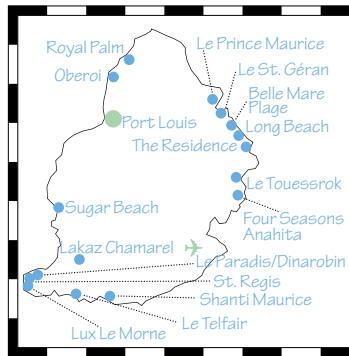 Royal Palm
Le Prince Maurice
Oberoi
Le St. Géran
Belle Mare
Plage
Port Louis
Long Beach
The Residence
Le Touessrok
Sugar Beach
Four Seasons
Anahita
Lakaz Chamarel
Le Paradis/Dinarobin
St. Regis
Shanti Maurice
Le Telfair
Lux Le Morne